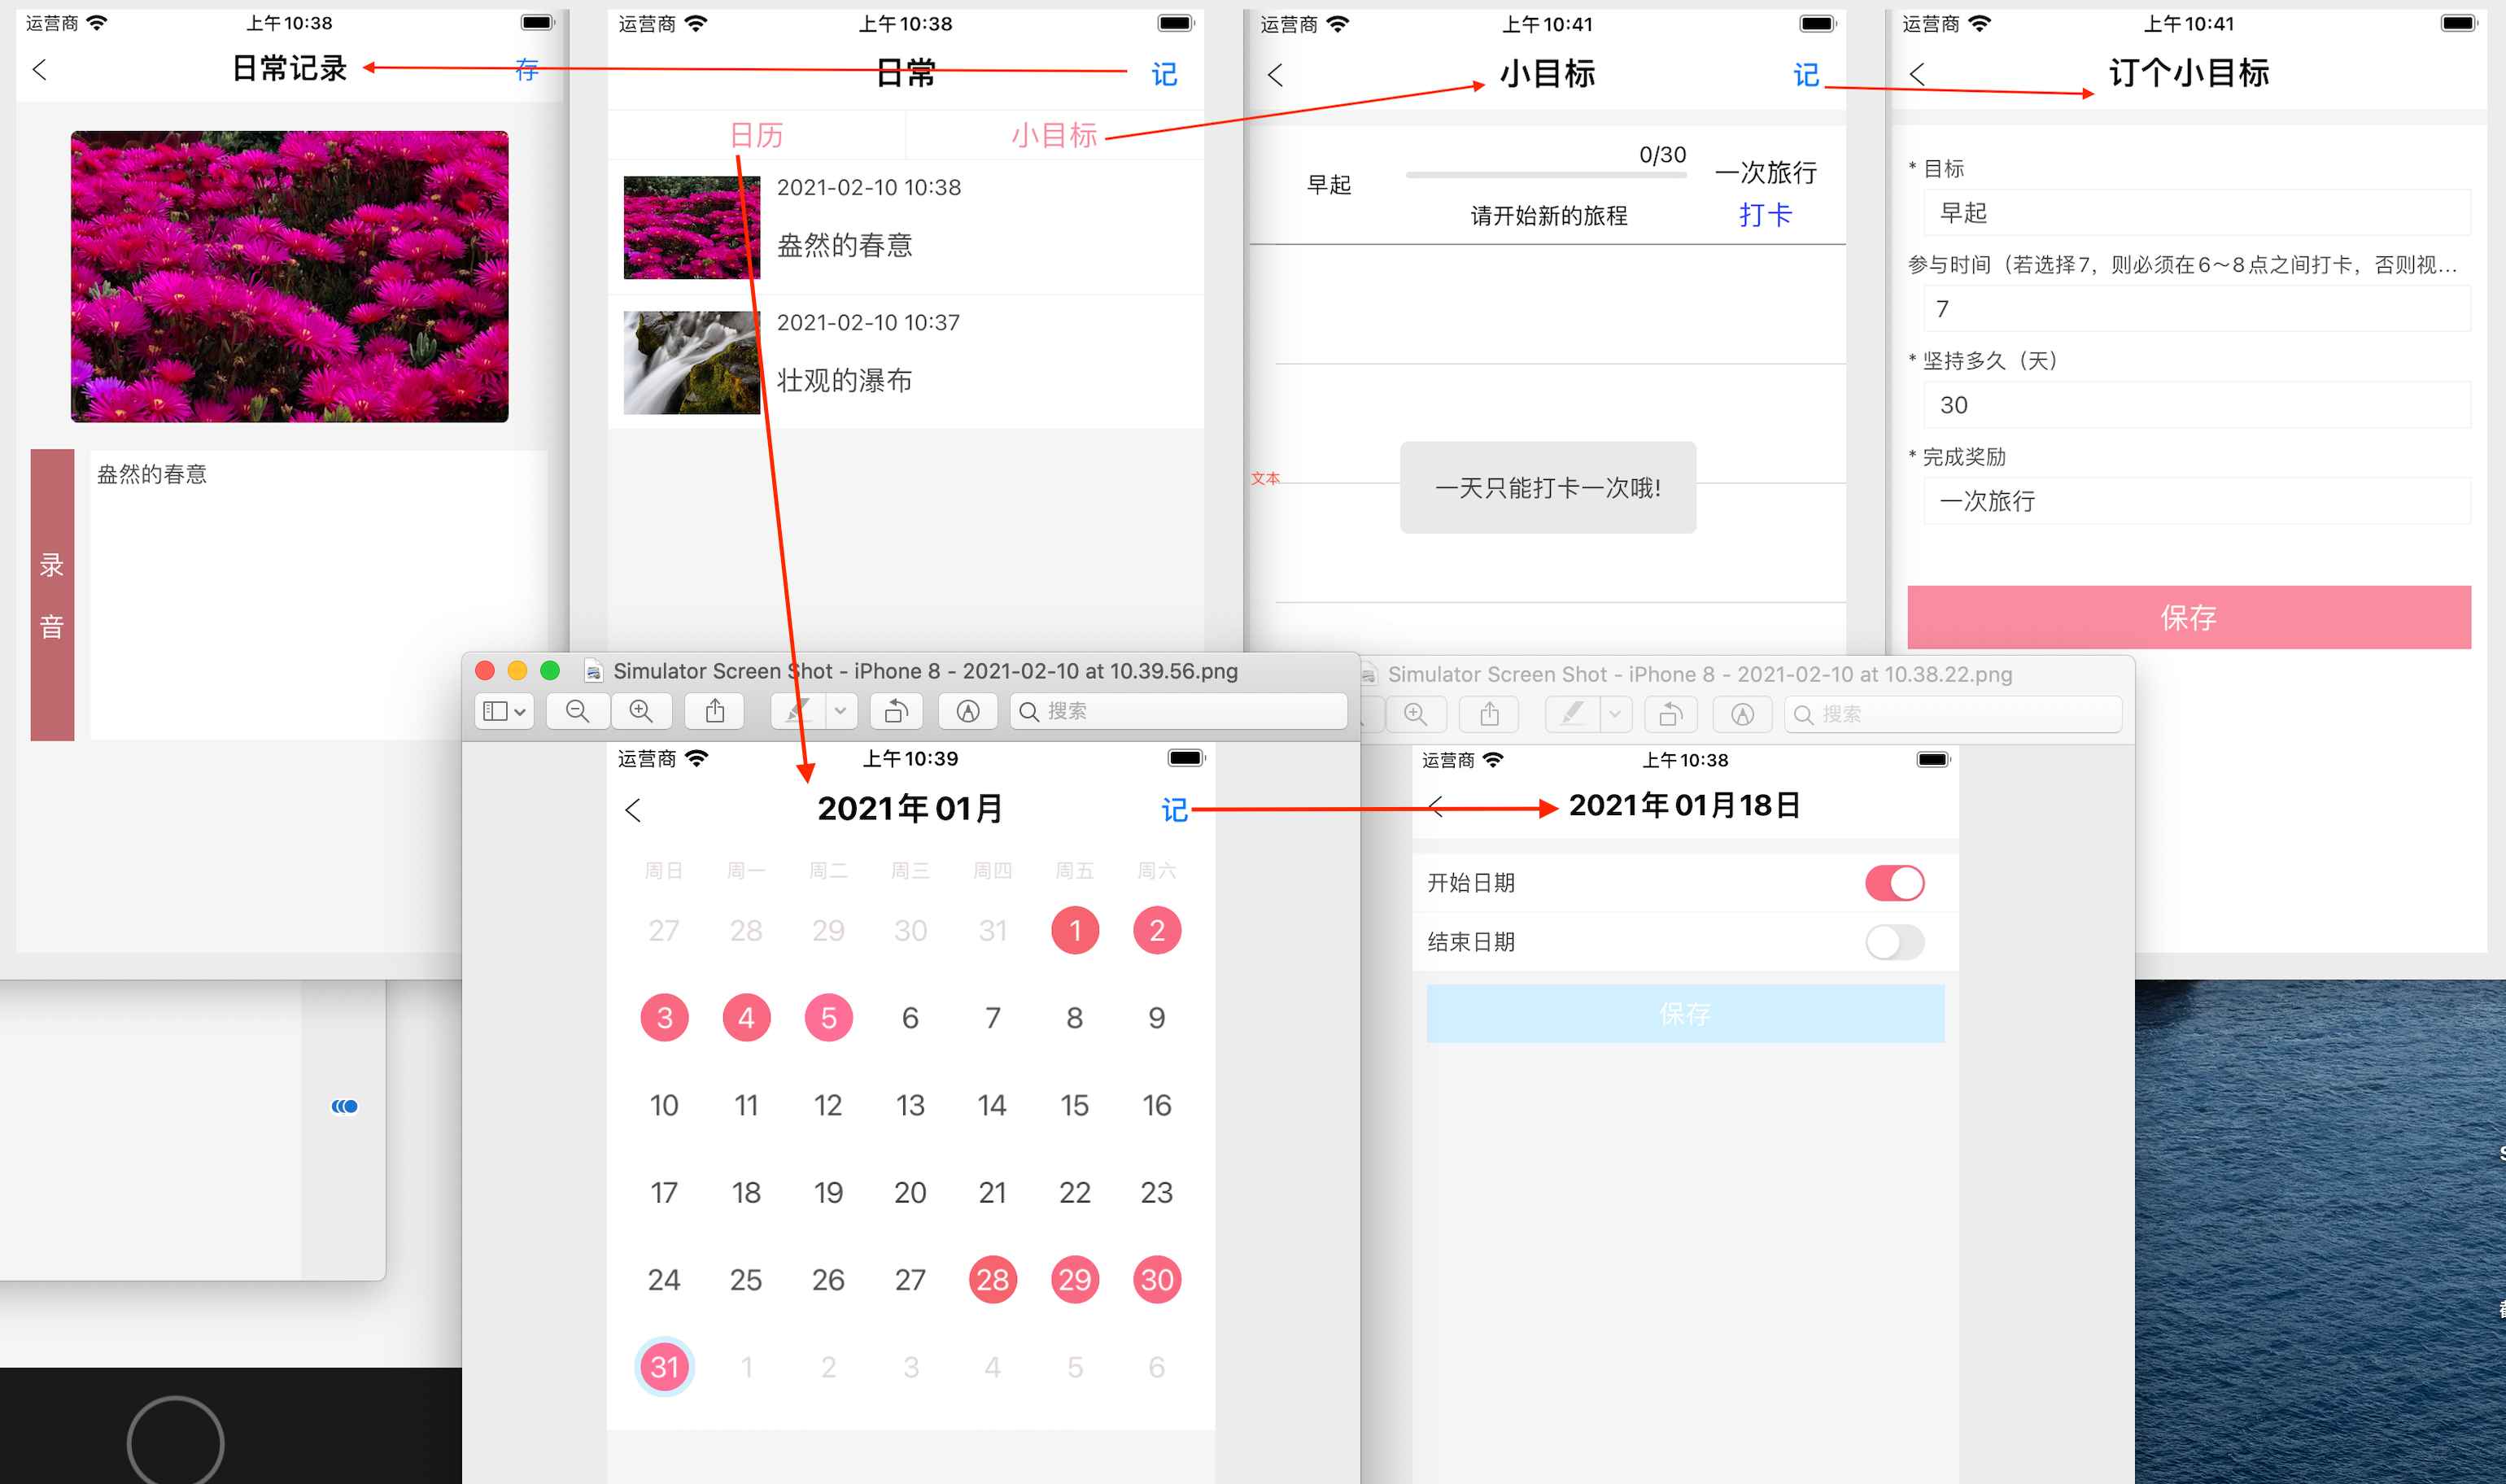 运营商 上午10:38
日常记录 存
盎然的春意
录
音
运营商 上午10:38
日常 记
日历 小目标
2021-02-10 10:38
盎然的春意
2021-02-10 10:37
壮观的瀑布
运营商 上午10:41
小目标 记
早起 0/30 一次旅行
请开始新的旅程 打卡
文本
一天只能打卡一次哦!
运营商 上午10:41
订个小目标
* 目标
早起
参与时间（若选择7，则必须在6～8点之间打卡，否则视...
7
* 坚持多久（天）
30
* 完成奖励
一次旅行
保存
Simulator Screen Shot - iPhone 8 - 2021-02-10 at 10.39.56.png
搜索
运营商 上午10:39
2021年01月 记
周日 周一 周二 周三 周四 周五 周六
27 28 29 30 31 1 2
3 4 5 6 7 8 9
10 11 12 13 14 15 16
17 18 19 20 21 22 23
24 25 26 27 28 29 30
31 1 2 3 4 5 6
Simulator Screen Shot - iPhone 8 - 2021-02-10 at 10.38.22.png
搜索
运营商 上午10:38
2021年01月18日
开始日期
结束日期
保存